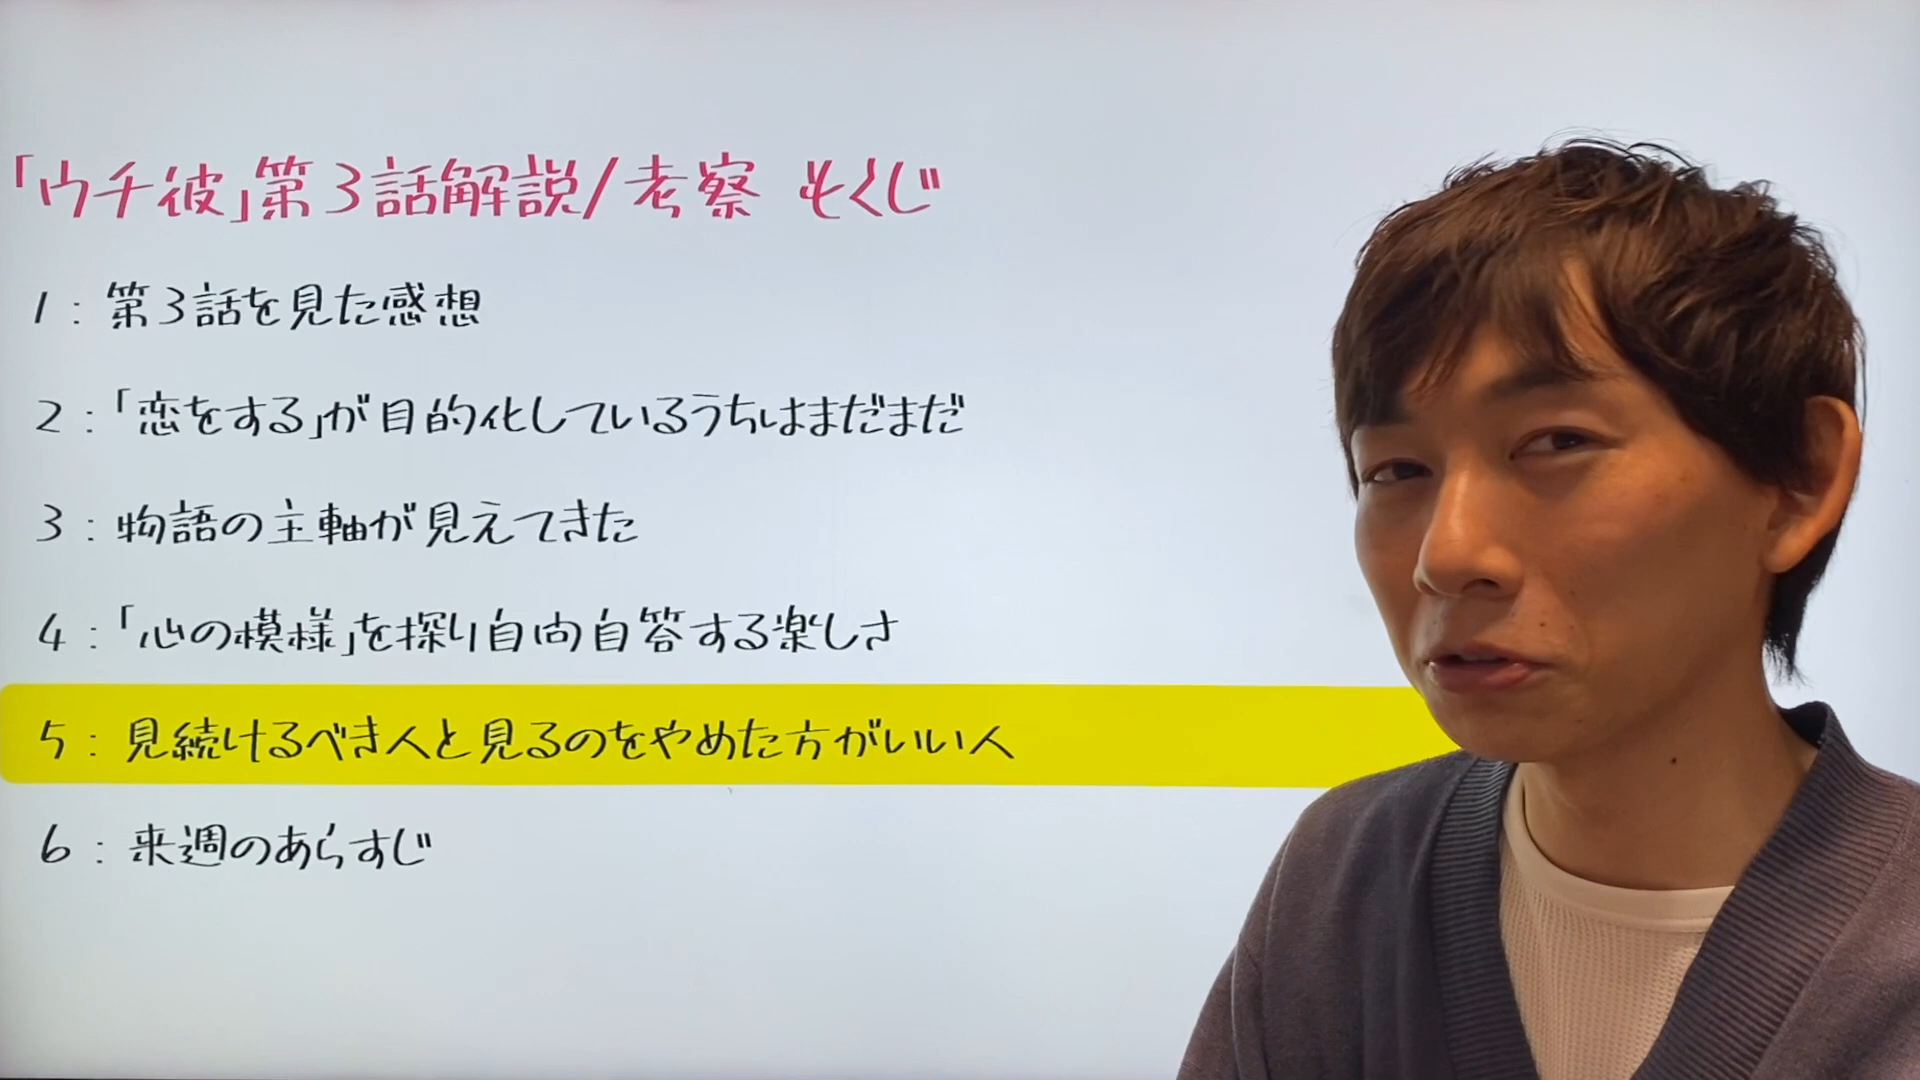 「ウチ彼」第3話解説/考察 もくじ
1：第3話を見た感想
2：「恋をする」が目的化しているうちはまだまだ
3：物語の主軸が見えてきた
4：「心の模様」を探り自問自答する楽しさ
5：見続けるべき人と見るのをやめた方がいい人
6：来週のあらすじ